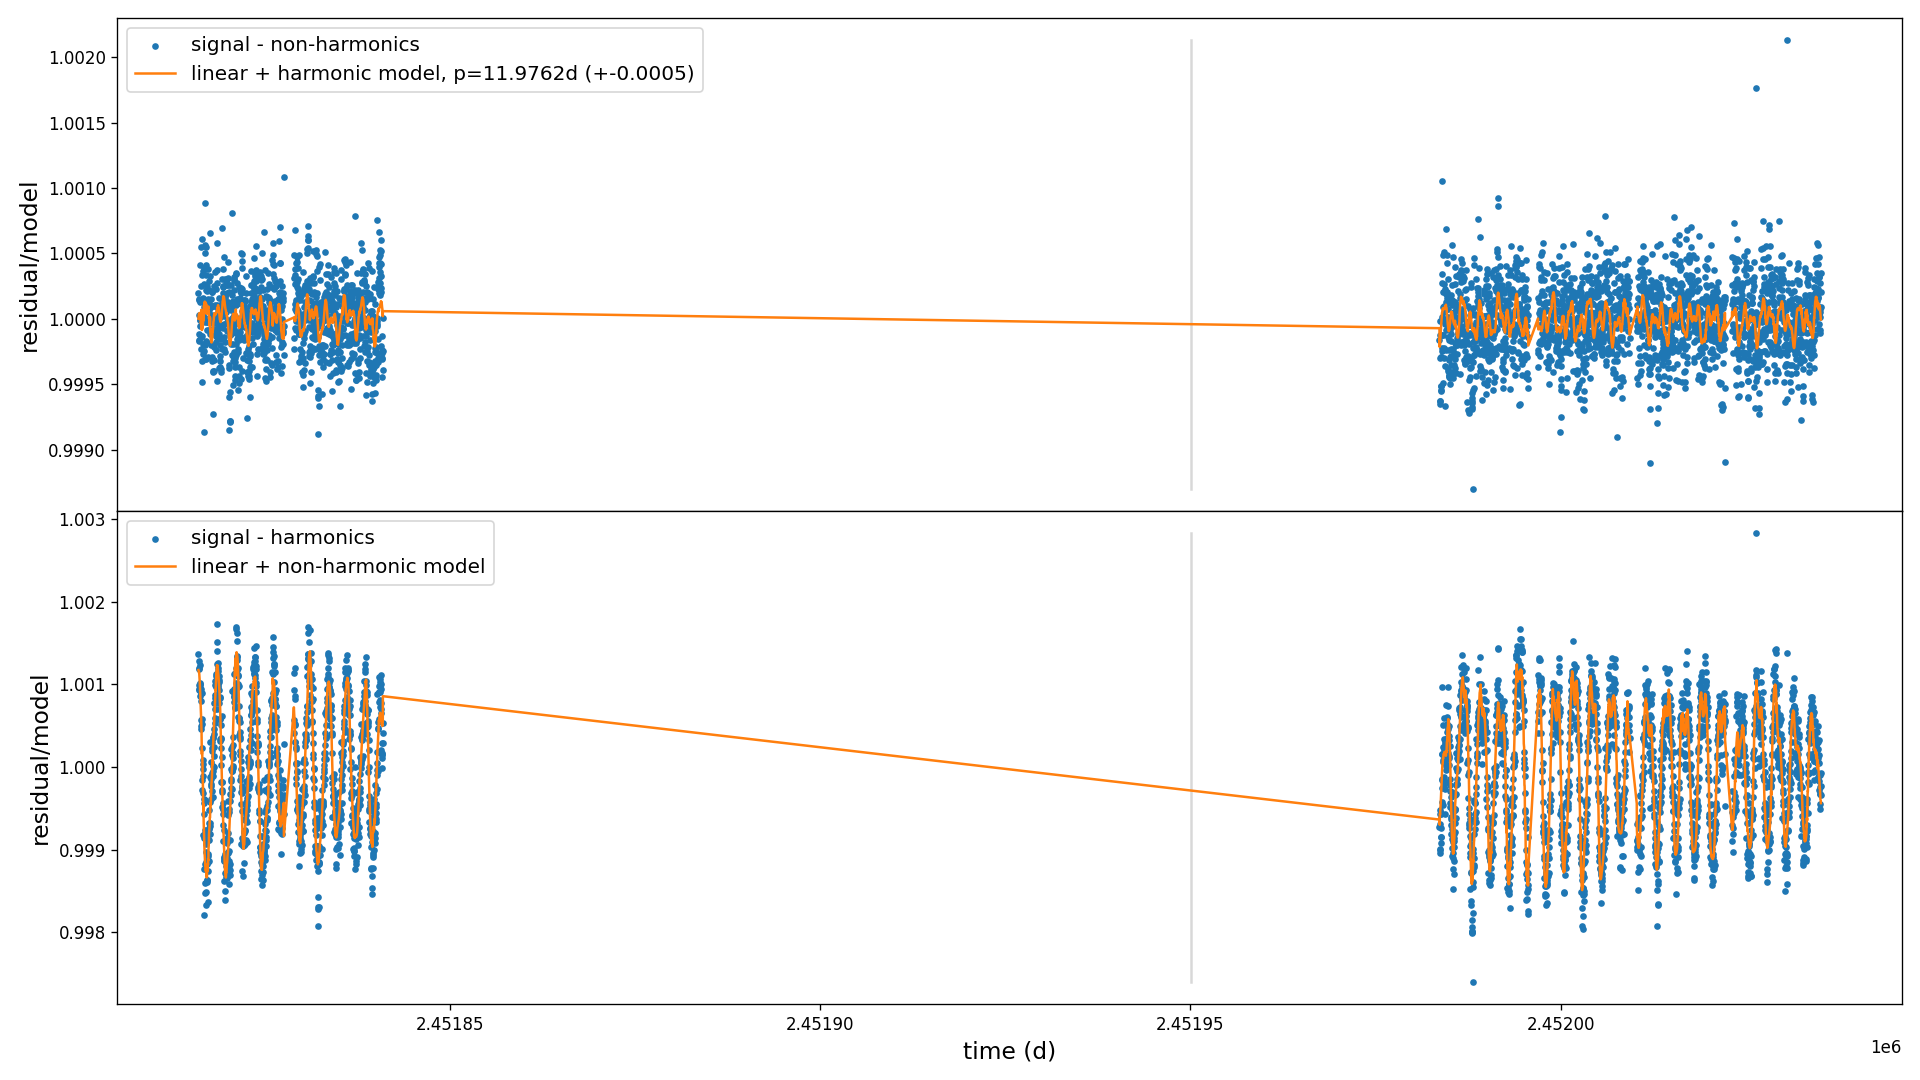 signal - non-harmonics
linear + harmonic model, p=11.9762d (+-0.0005)
1.0020
1.0015
1.0010
1.0005
1.0000
0.9995
0.9990
residual/model
signal - harmonics
linear + non-harmonic model
1.003
1.002
1.001
1.000
0.999
0.998
residual/model
2.45185
2.45190
2.45195
2.45200
1e6
time (d)